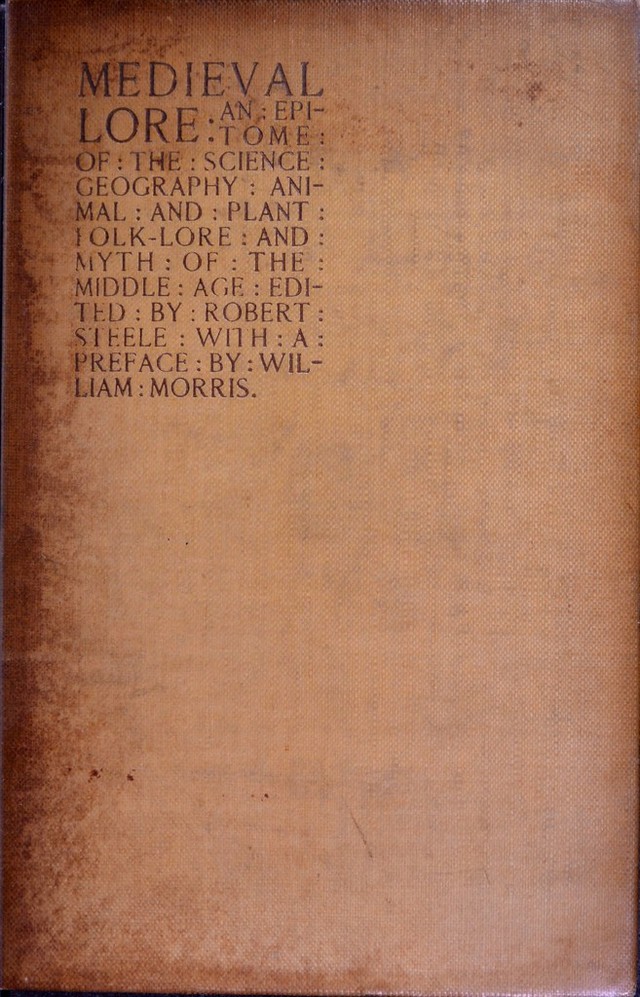 MEDIEVAL
LORE : AN : EPI-
TOME :
OF : THE : SCIENCE :
GEOGRAPHY : ANI-
MAL : AND : PLANT :
FOLK-LORE : AND :
MYTH : OF : THE :
MIDDLE : AGE : EDI-
TED : BY : ROBERT :
STEELE : WITH : A :
PREFACE : BY : WIL-
LIAM : MORRIS.